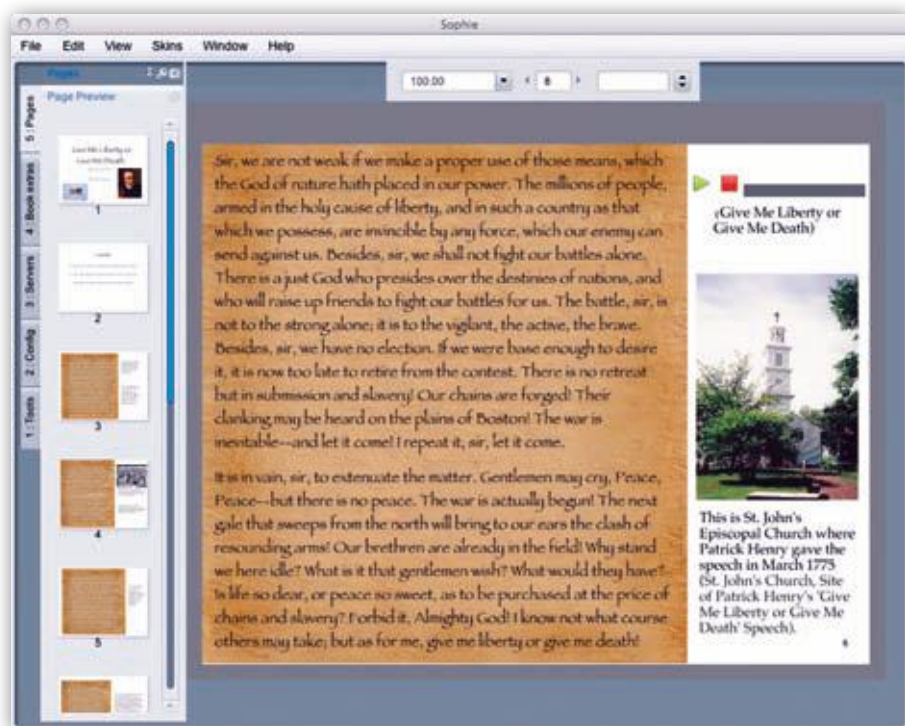 Sophie
File Edit View Skins Window Help
Pages
Page Preview
100.00
8
5 : Pages
4 : Book extras
3 : Servers
2 : Config
1 : Tools
Give Me Liberty or
Give Me Death
1
2
3
4
5
Sir, we are not weak if we make a proper use of those means, which
the God of nature hath placed in our power. The millions of people,
armed in the holy cause of liberty, and in such a country as that
which we possess, are invincible by any force, which our enemy can
send against us. Besides, sir, we shall not fight our battles alone.
There is a just God who presides over the destinies of nations, and
who will raise up friends to fight our battles for us. The battle, sir, is
not to the strong alone; it is to the vigilant, the active, the brave.
Besides, sir, we have no election. If we were base enough to desire
it, it is now too late to retire from the contest. There is no retreat
but in submission and slavery! Our chains are forged! Their
clanking may be heard on the plains of Boston! The war is
inevitable--and let it come! I repeat it, sir, let it come.
It is in vain, sir, to extenuate the matter. Gentlemen may cry, Peace,
Peace--but there is no peace. The war is actually begun! The next
gale that sweeps from the north will bring to our ears the clash of
resounding arms! Our brethren are already in the field! Why stand
we here idle? What is it that gentlemen wish? What would they have?
Is life so dear, or peace so sweet, as to be purchased at the price of
chains and slavery? Forbid it, Almighty God! I know not what course
others may take; but as for me, give me liberty or give me death!
(Give Me Liberty or
Give Me Death)
This is St. John's
Episcopal Church where
Patrick Henry gave the
speech in March 1775
(St. John's Church, Site
of Patrick Henry's 'Give
Me Liberty or Give Me
Death' Speech).